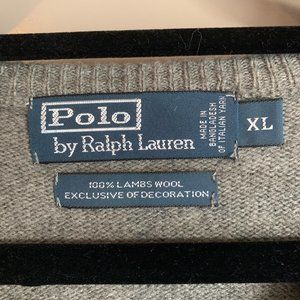 Polo
by Ralph Lauren
MADE IN
BANGLADESH
OF ITALIAN YARN
XL
100% LAMBS WOOL
EXCLUSIVE OF DECORATION